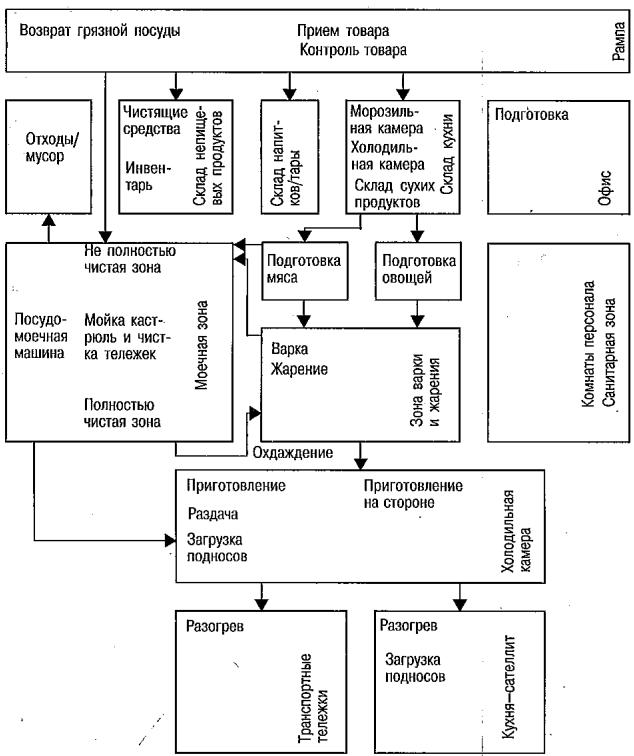 Возврат грязной посуды
Прием товара
Контроль товара
Рампа
Отходы/
мусор
Чистящие
средства
Инвен-
тарь
Склад непище-
вых продуктов
Склад напит-
ков/тары
Морозиль-
ная камера
Холодиль-
ная камера
Склад сухих
продуктов
Склад кухни
Подготовка
Офис
Не полностью
чистая зона
Посудо-
моечная
машина
Мойка каст-
рюль и чист-
ка тележек
Полностью
чистая зона
Моечная зона
Подготовка
мяса
Подготовка
овощей
Варка
Жарение
Зона варки
и жарения
Комнаты персонала
Санитарная зона
Охдаждение
Приготовление
Раздача
Загрузка
подносов
Приготовление
на стороне
Холодильная
камера
Разогрев
Транспортные
тележки
Разогрев
Загрузка
подносов
Кухня–сателлит